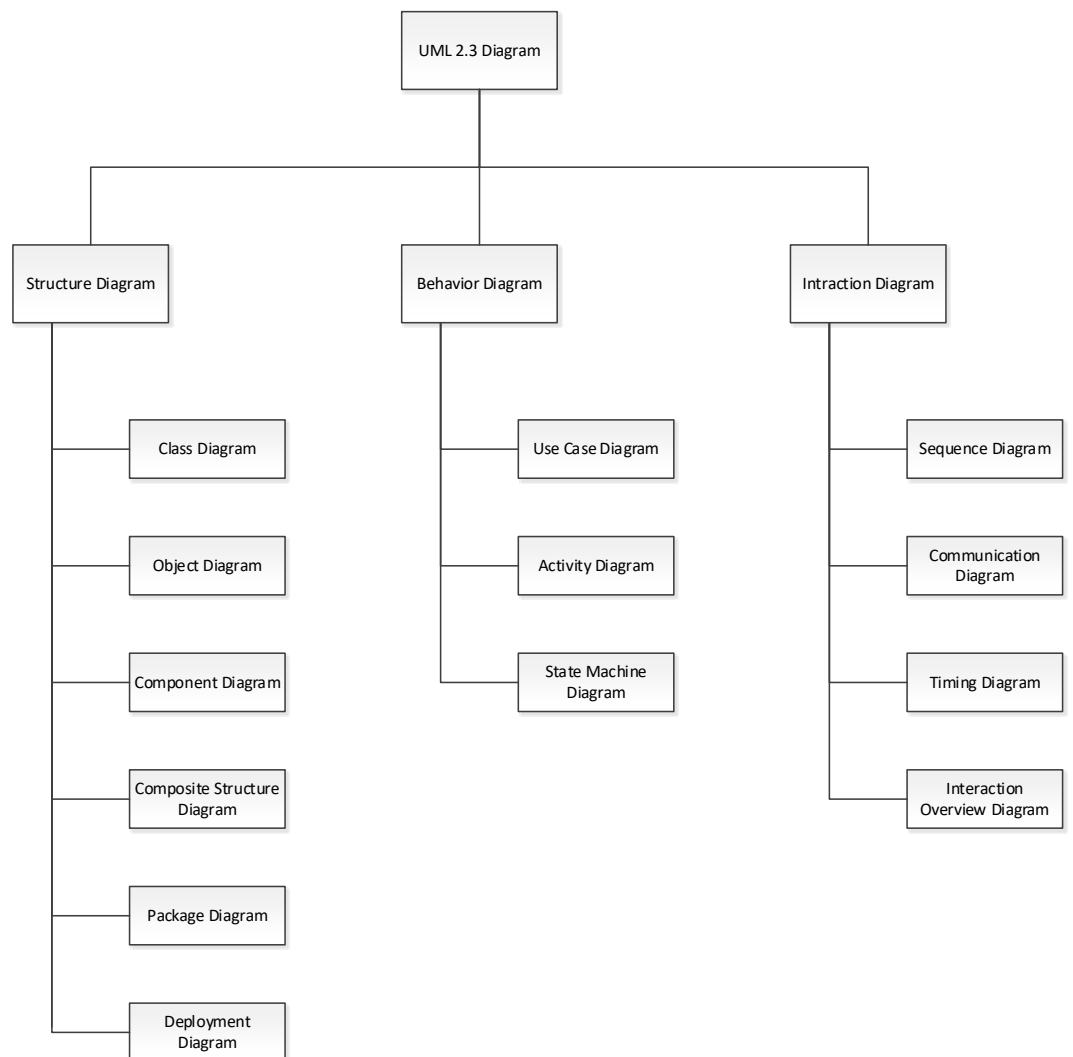 UML 2.3 Diagram
Structure Diagram
Behavior Diagram
Intraction Diagram
Class Diagram
Object Diagram
Component Diagram
Composite Structure
Diagram
Package Diagram
Deployment
Diagram
Use Case Diagram
Activity Diagram
State Machine
Diagram
Sequence Diagram
Communication
Diagram
Timing Diagram
Interaction
Overview Diagram